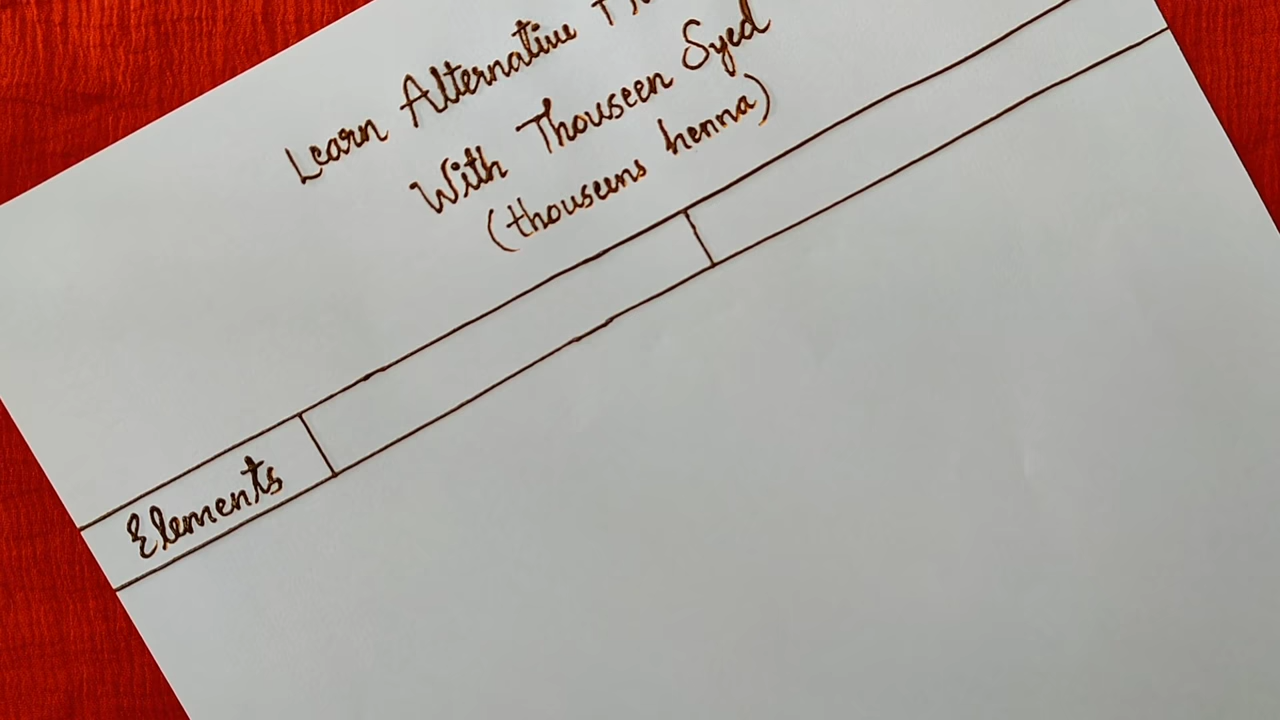 Learn Alternative
With Thouseen Syed
(thouseens henna)
Elements